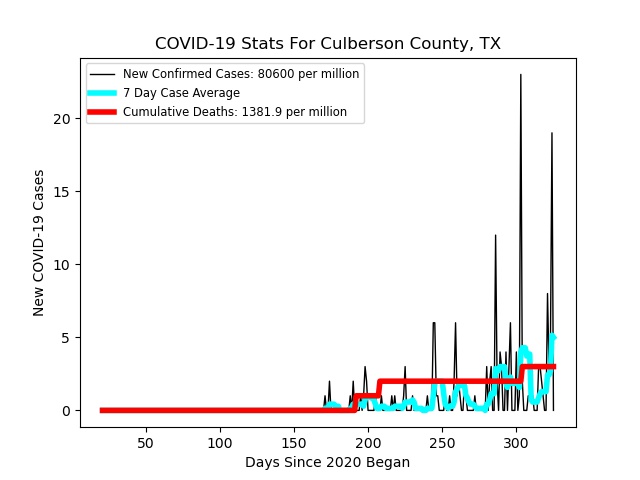 COVID-19 Stats For Culberson County, TX
New Confirmed Cases: 80600 per million
7 Day Case Average
Cumulative Deaths: 1381.9 per million
New COVID-19 Cases
20
15
10
5
0
50 100 150 200 250 300
Days Since 2020 Began